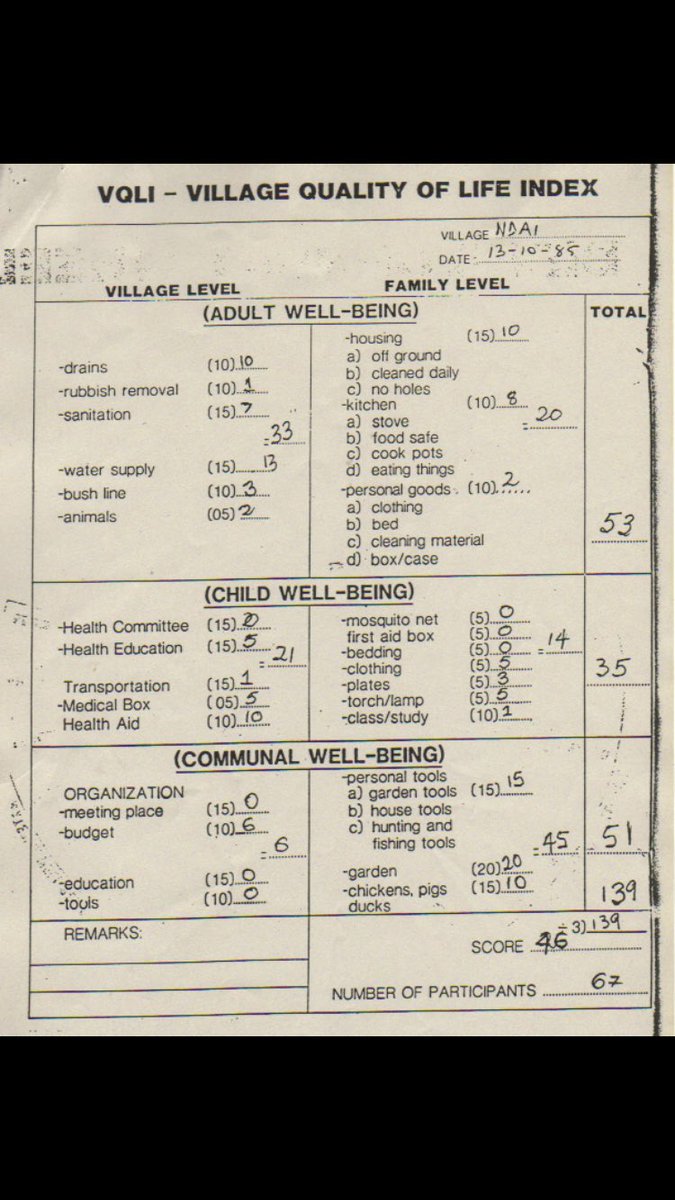 VQLI – VILLAGE QUALITY OF LIFE INDEX
VILLAGE NDAI
DATE: 13-10-85
VILLAGE LEVEL FAMILY LEVEL
(ADULT WELL-BEING) TOTAL
-drains (10) 10
-rubbish removal (10) 1
-sanitation (15) 7
= 33
-water supply (15) 13
-bush line (10) 3
-animals (05) 2
-housing (15) 10
a) off ground
b) cleaned daily
c) no holes
-kitchen (10) 8
a) stove = 20
b) food safe
c) cook pots
d) eating things
-personal goods (10) 2
a) clothing
b) bed
c) cleaning material
d) box/case
53
(CHILD WELL-BEING)
-Health Committee (15)
-Health Education (15) 5
= 21
Transportation (15) 1
-Medical Box (05) 5
Health Aid (10) 10
-mosquito net (5) 0
first aid box (5) 0
-bedding (5) 0 = 14
-clothing (5) 5
-plates (5) 3
-torch/lamp (5) 5
-class/study (10) 1
35
(COMMUNAL WELL-BEING)
ORGANIZATION
-meeting place (15) 0
-budget (10) 6
= 6
-education (15) 0
-tools (10) 0
-personal tools
a) garden tools (15) 15
b) house tools
c) hunting and
fishing tools = 45
-garden (20) 20
-chickens, pigs (15) 10
ducks
51
139
REMARKS:
÷ 3) 139
SCORE 46
NUMBER OF PARTICIPANTS 67